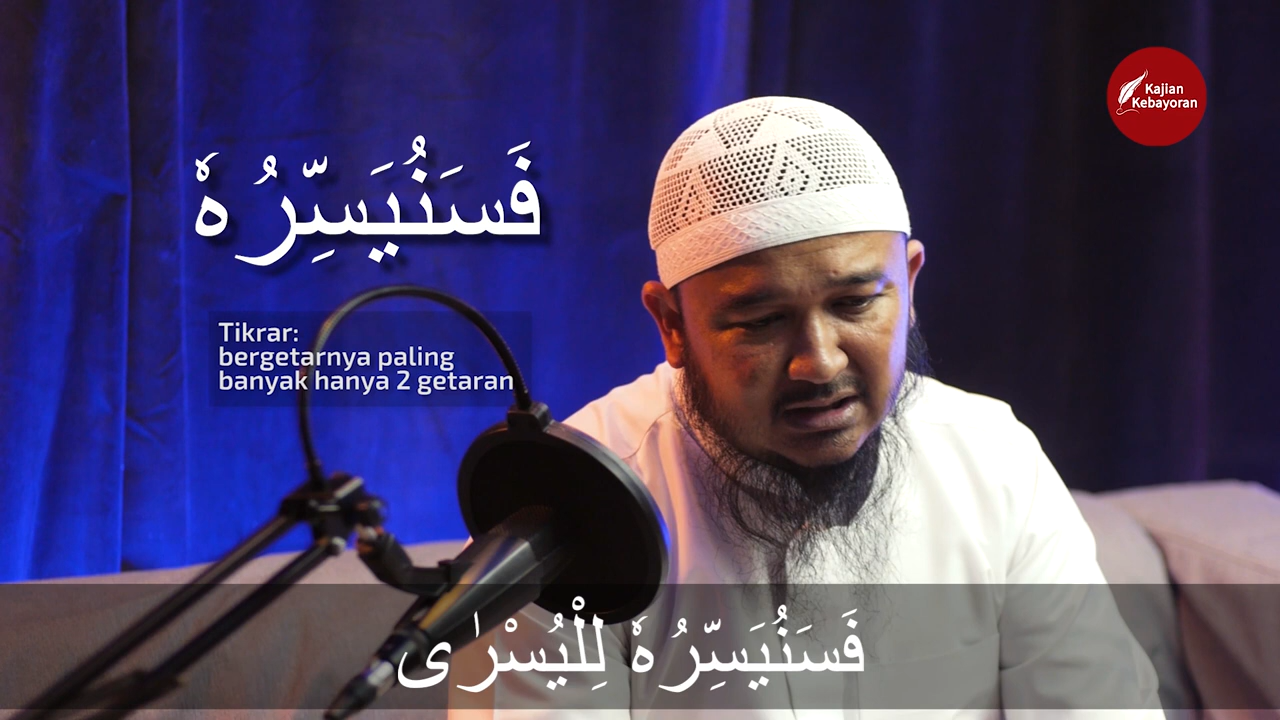 Kajian
Kebayoran
فَسَنُيَسِّرُهٗ
Tikrar:
bergetarnya paling
banyak hanya 2 getaran
فَسَنُيَسِّرُهٗ لِلْيُسْرٰى